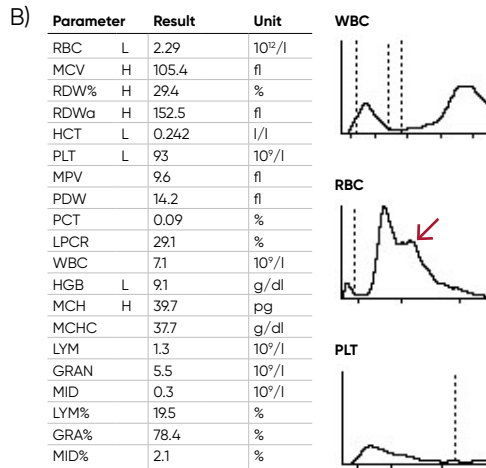 B)
Parameter Result Unit
RBC L 2.29 10¹²/l
MCV H 105.4 fl
RDW% H 29.4 %
RDWa H 152.5 fl
HCT L 0.242 l/l
PLT L 93 10⁹/l
MPV 9.6 fl
PDW 14.2 fl
PCT 0.09 %
LPCR 29.1 %
WBC 7.1 10⁹/l
HGB L 9.1 g/dl
MCH H 39.7 pg
MCHC 37.7 g/dl
LYM 1.3 10⁹/l
GRAN 5.5 10⁹/l
MID 0.3 10⁹/l
LYM% 19.5 %
GRA% 78.4 %
MID% 2.1 %
WBC
RBC
PLT